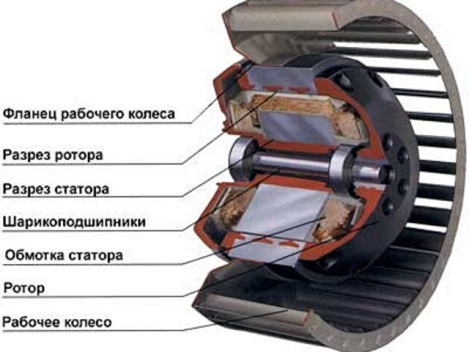 Фланец рабочего колеса
Разрез ротора
Разрез статора
Шарикоподшипники
Обмотка статора
Ротор
Рабочее колесо